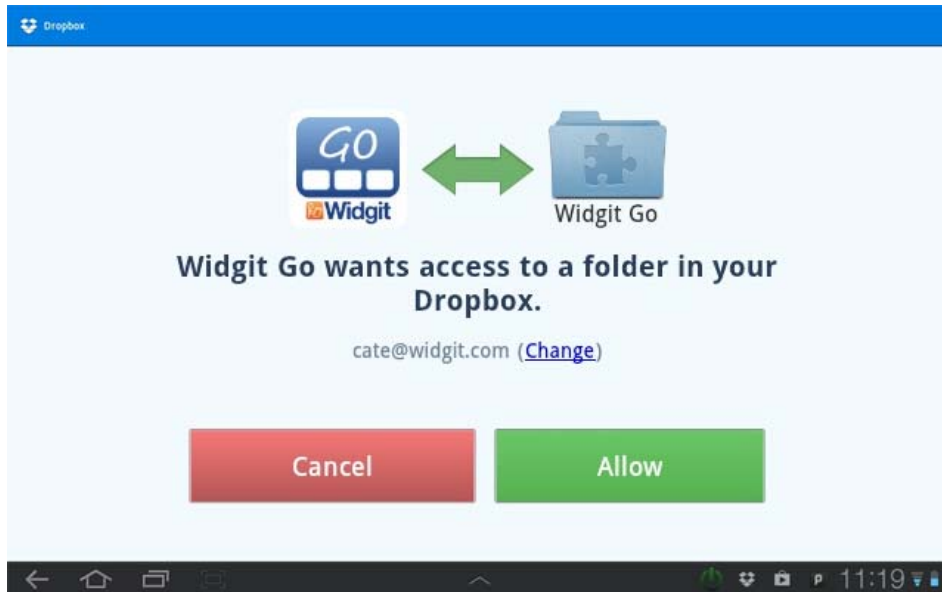 Dropbox
GO
Widgit
Widgit Go
Widgit Go wants access to a folder in your
Dropbox.
cate@widgit.com (Change)
Cancel
Allow
P
11:19